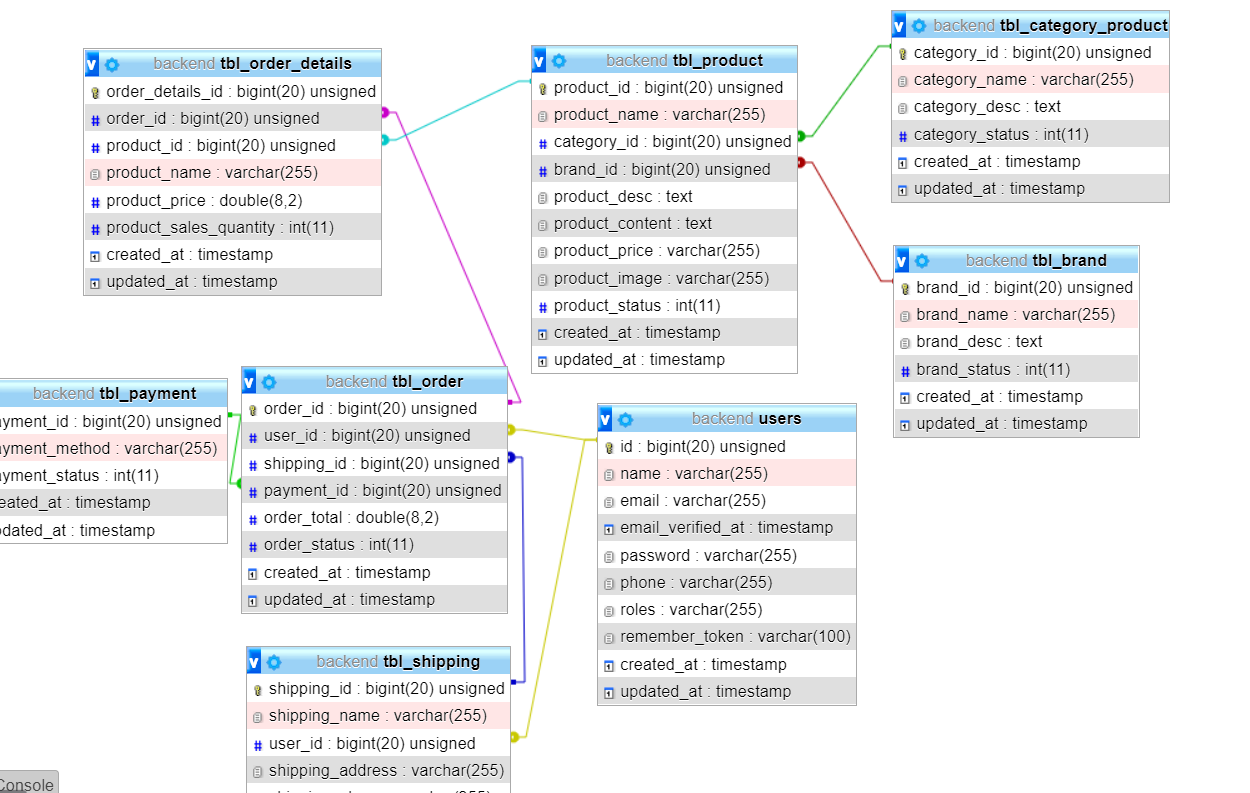 backend tbl_order_details
order_details_id : bigint(20) unsigned
order_id : bigint(20) unsigned
product_id : bigint(20) unsigned
product_name : varchar(255)
product_price : double(8,2)
product_sales_quantity : int(11)
created_at : timestamp
updated_at : timestamp
backend tbl_product
product_id : bigint(20) unsigned
product_name : varchar(255)
category_id : bigint(20) unsigned
brand_id : bigint(20) unsigned
product_desc : text
product_content : text
product_price : varchar(255)
product_image : varchar(255)
product_status : int(11)
created_at : timestamp
updated_at : timestamp
backend tbl_category_product
category_id : bigint(20) unsigned
category_name : varchar(255)
category_desc : text
category_status : int(11)
created_at : timestamp
updated_at : timestamp
backend tbl_brand
brand_id : bigint(20) unsigned
brand_name : varchar(255)
brand_desc : text
brand_status : int(11)
created_at : timestamp
updated_at : timestamp
backend tbl_payment
ayment_id : bigint(20) unsigned
ayment_method : varchar(255)
ayment_status : int(11)
eated_at : timestamp
dated_at : timestamp
backend tbl_order
order_id : bigint(20) unsigned
user_id : bigint(20) unsigned
shipping_id : bigint(20) unsigned
payment_id : bigint(20) unsigned
order_total : double(8,2)
order_status : int(11)
created_at : timestamp
updated_at : timestamp
backend users
id : bigint(20) unsigned
name : varchar(255)
email : varchar(255)
email_verified_at : timestamp
password : varchar(255)
phone : varchar(255)
roles : varchar(255)
remember_token : varchar(100)
created_at : timestamp
updated_at : timestamp
backend tbl_shipping
shipping_id : bigint(20) unsigned
shipping_name : varchar(255)
user_id : bigint(20) unsigned
shipping_address : varchar(255)
Console